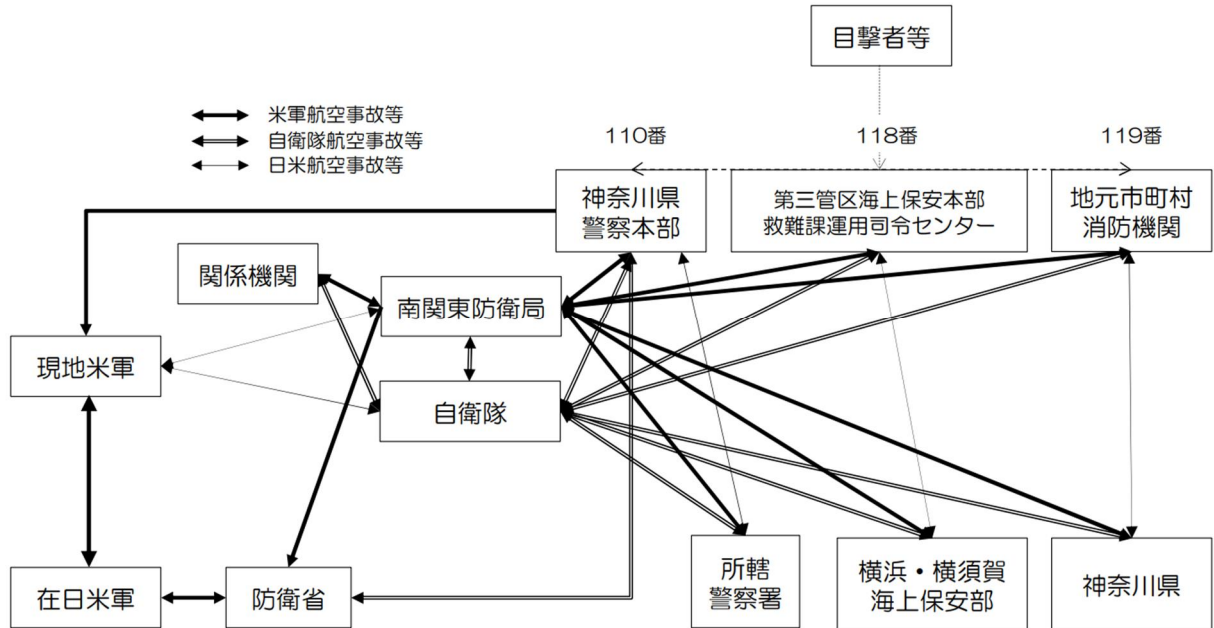 目撃者等
米軍航空事故等
自衛隊航空事故等
日米航空事故等
110番
118番
119番
神奈川県
警察本部
第三管区海上保安本部
救難課運用司令センター
地元市町村
消防機関
関係機関
南関東防衛局
現地米軍
自衛隊
在日米軍
防衛省
所轄
警察署
横浜・横須賀
海上保安部
神奈川県